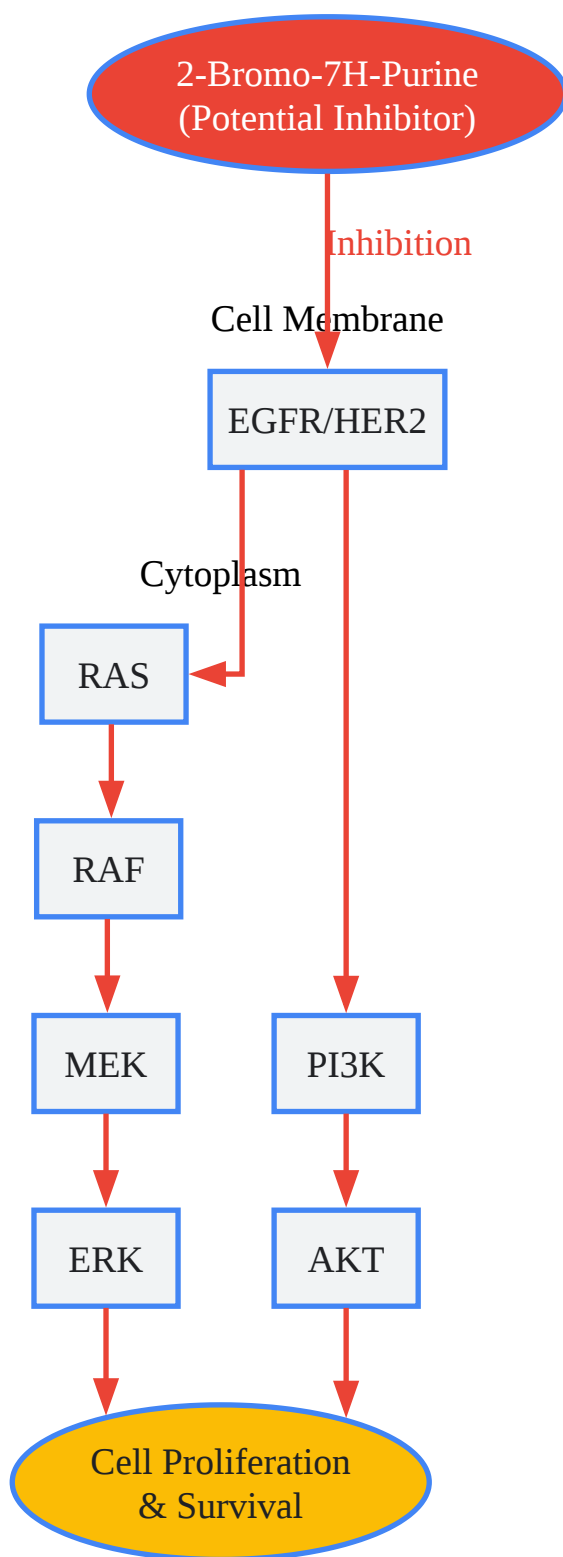 2-Bromo-7H-Purine
(Potential Inhibitor)
Inhibition
Cell Membrane
EGFR/HER2
Cytoplasm
RAS
RAF
MEK
PI3K
ERK
AKT
Cell Proliferation
& Survival